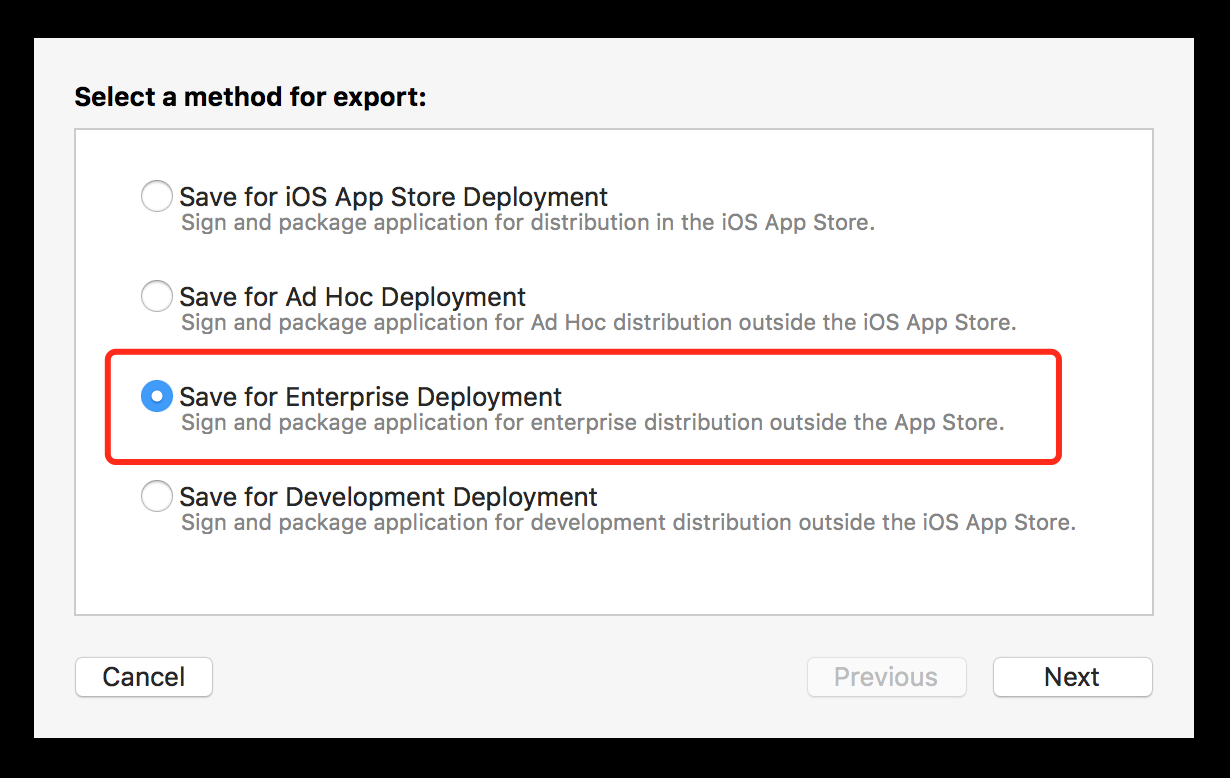 Select a method for export:
Save for iOS App Store Deployment
Sign and package application for distribution in the iOS App Store.
Save for Ad Hoc Deployment
Sign and package application for Ad Hoc distribution outside the iOS App Store.
Save for Enterprise Deployment
Sign and package application for enterprise distribution outside the App Store.
Save for Development Deployment
Sign and package application for development distribution outside the iOS App Store.
Cancel
Previous
Next